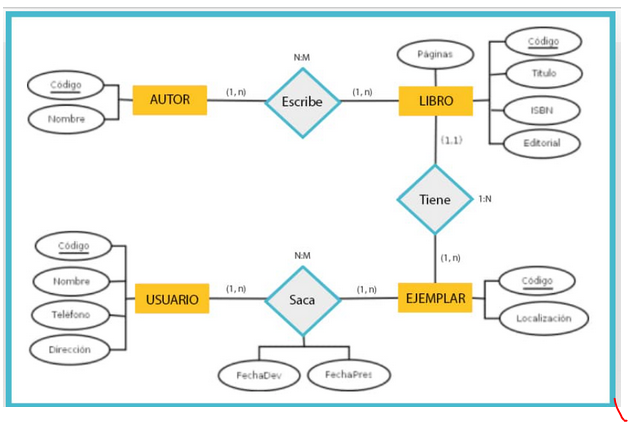 Páginas
Código
Titulo
ISBN
Editorial
Código
Nombre
AUTOR
(1, n)
N:M
Escribe
(1, n)
LIBRO
(1,1)
Tiene
1:N
(1, n)
Código
Nombre
Teléfono
Dirección
USUARIO
(1, n)
N:M
Saca
(1, n)
EJEMPLAR
Código
Localización
FechaDev
FechaPres